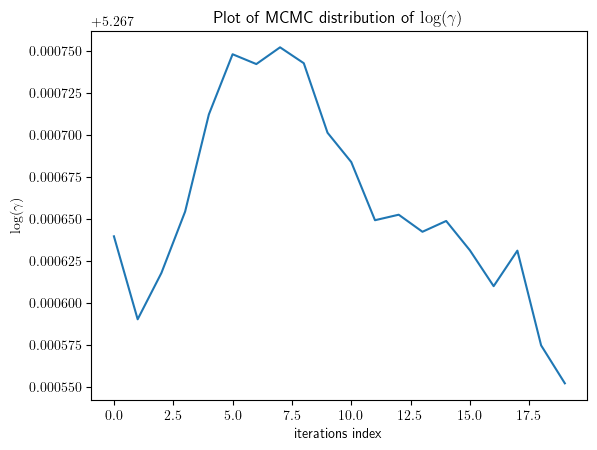 Plot of MCMC distribution of log(γ)
+5.267
0.000750
0.000725
0.000700
0.000675
0.000650
0.000625
0.000600
0.000575
0.000550
log(γ)
0.0 2.5 5.0 7.5 10.0 12.5 15.0 17.5
iterations index